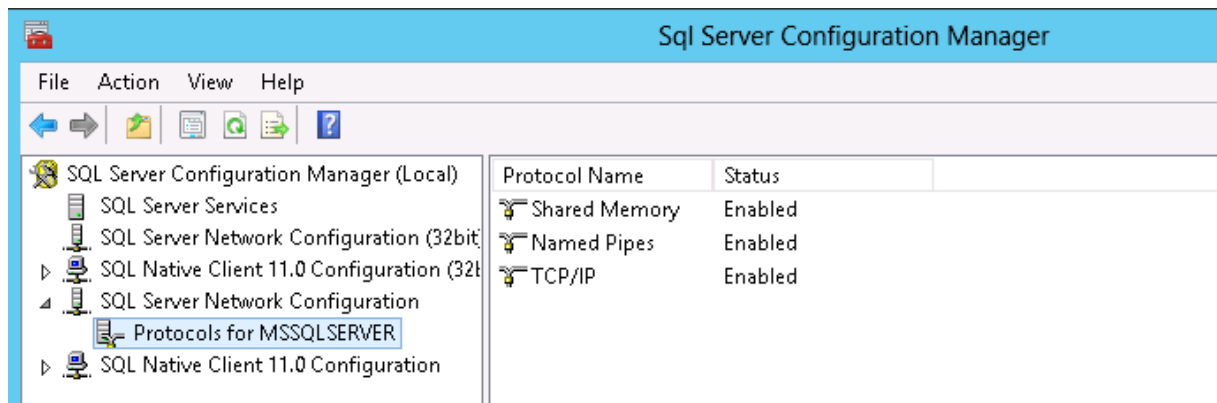 Sql Server Configuration Manager
File Action View Help
SQL Server Configuration Manager (Local)
SQL Server Services
SQL Server Network Configuration (32bit
SQL Native Client 11.0 Configuration (32b
SQL Server Network Configuration
Protocols for MSSQLSERVER
SQL Native Client 11.0 Configuration
Protocol Name Status
Shared Memory Enabled
Named Pipes Enabled
TCP/IP Enabled